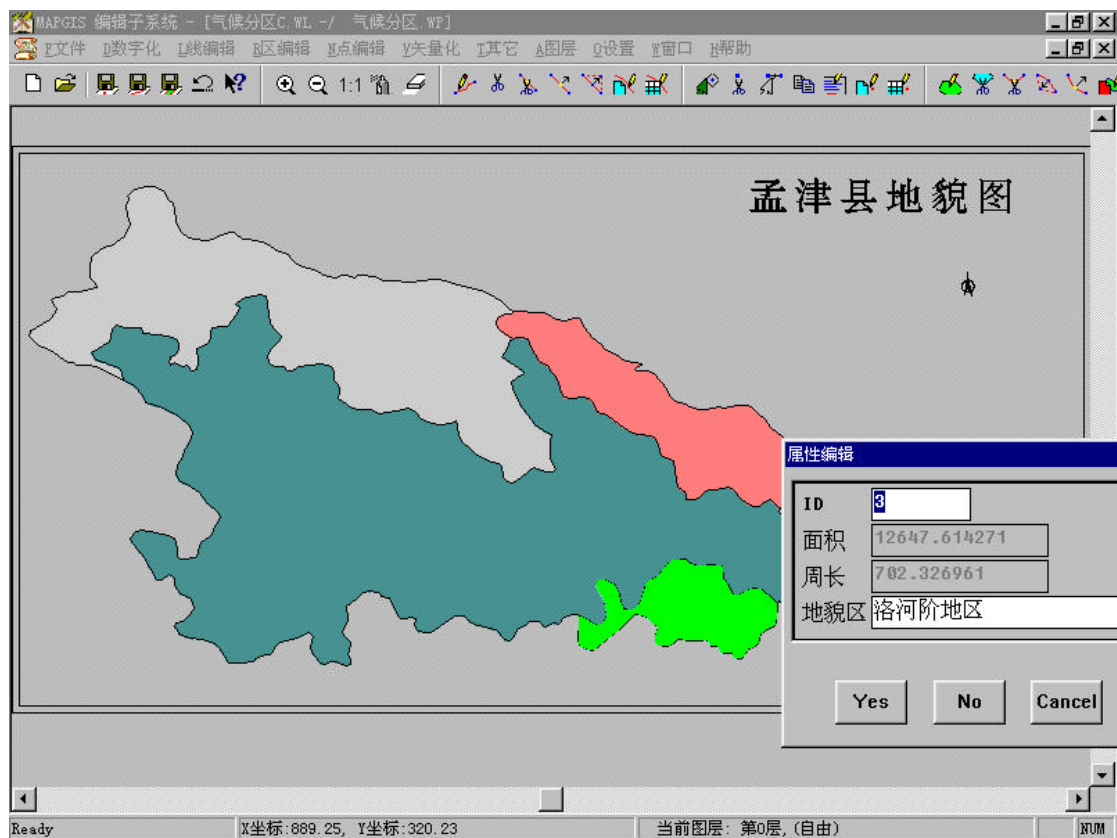 MAPGIS 编辑子系统 - [气候分区C.WL -/ 气候分区.WP]
F文件 D数字化 L线编辑 R区编辑 N点编辑 V矢量化 T其它 A图层 O设置 W窗口 H帮助
1:1
孟津县地貌图
属性编辑
ID 3
面积 12647.614271
周长 702.326961
地貌区 洛河阶地区
Yes No Cancel
Ready X坐标:889.25, Y坐标:320.23 当前图层: 第0层,(自由) NUM